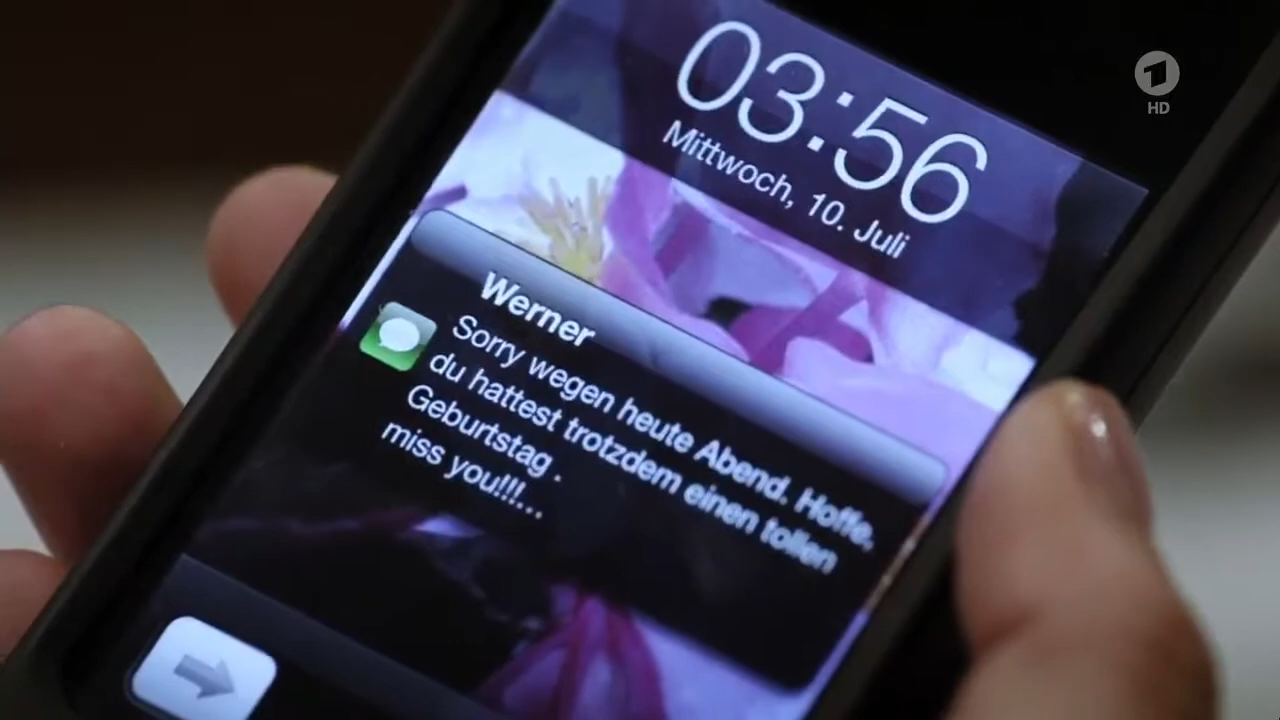 03:56
Mittwoch, 10. Juli
Werner
Sorry wegen heute Abend. Hoffe,
du hattest trotzdem einen tollen
Geburtstag .
miss you!!!...
1
HD